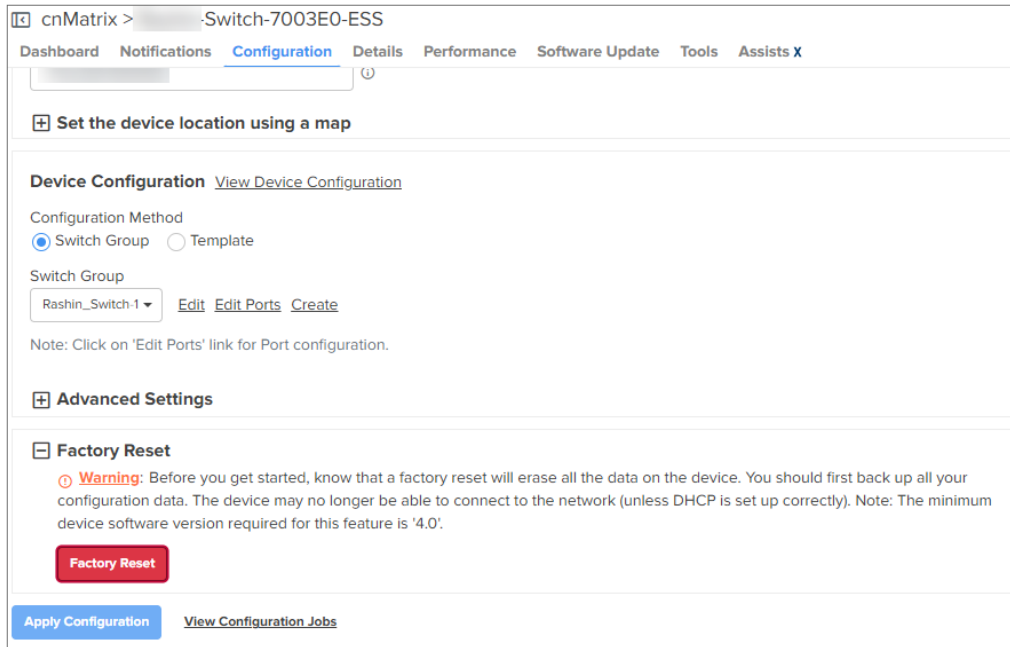 cnMatrix > -Switch-7003E0-ESS
Dashboard Notifications Configuration Details Performance Software Update Tools Assists X
Set the device location using a map
Device Configuration View Device Configuration
Configuration Method
Switch Group Template
Switch Group
Rashin_Switch-1
Edit Edit Ports Create
Note: Click on 'Edit Ports' link for Port configuration.
Advanced Settings
Factory Reset
Warning: Before you get started, know that a factory reset will erase all the data on the device. You should first back up all your
configuration data. The device may no longer be able to connect to the network (unless DHCP is set up correctly). Note: The minimum
device software version required for this feature is '4.0'.
Factory Reset
Apply Configuration View Configuration Jobs